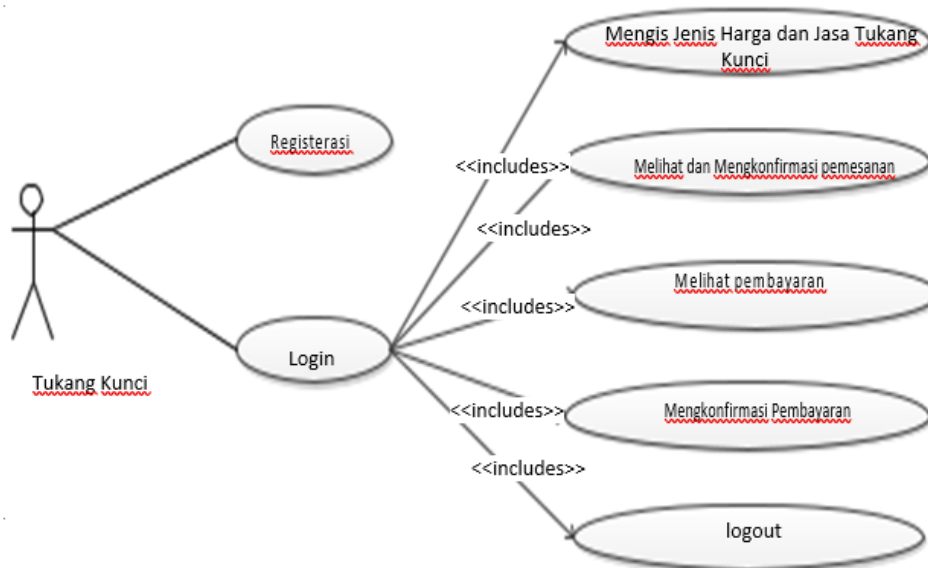 Mengis Jenis Harga dan Jasa Tukang
Kunci
Registerasi
<<includes>>
Melihat dan Mengkonfirmasi pemesanan
<<includes>>
Melihat pembayaran
<<includes>>
Login
Tukang Kunci
<<includes>>
Mengkonfirmasi Pembayaran
<<includes>>
logout